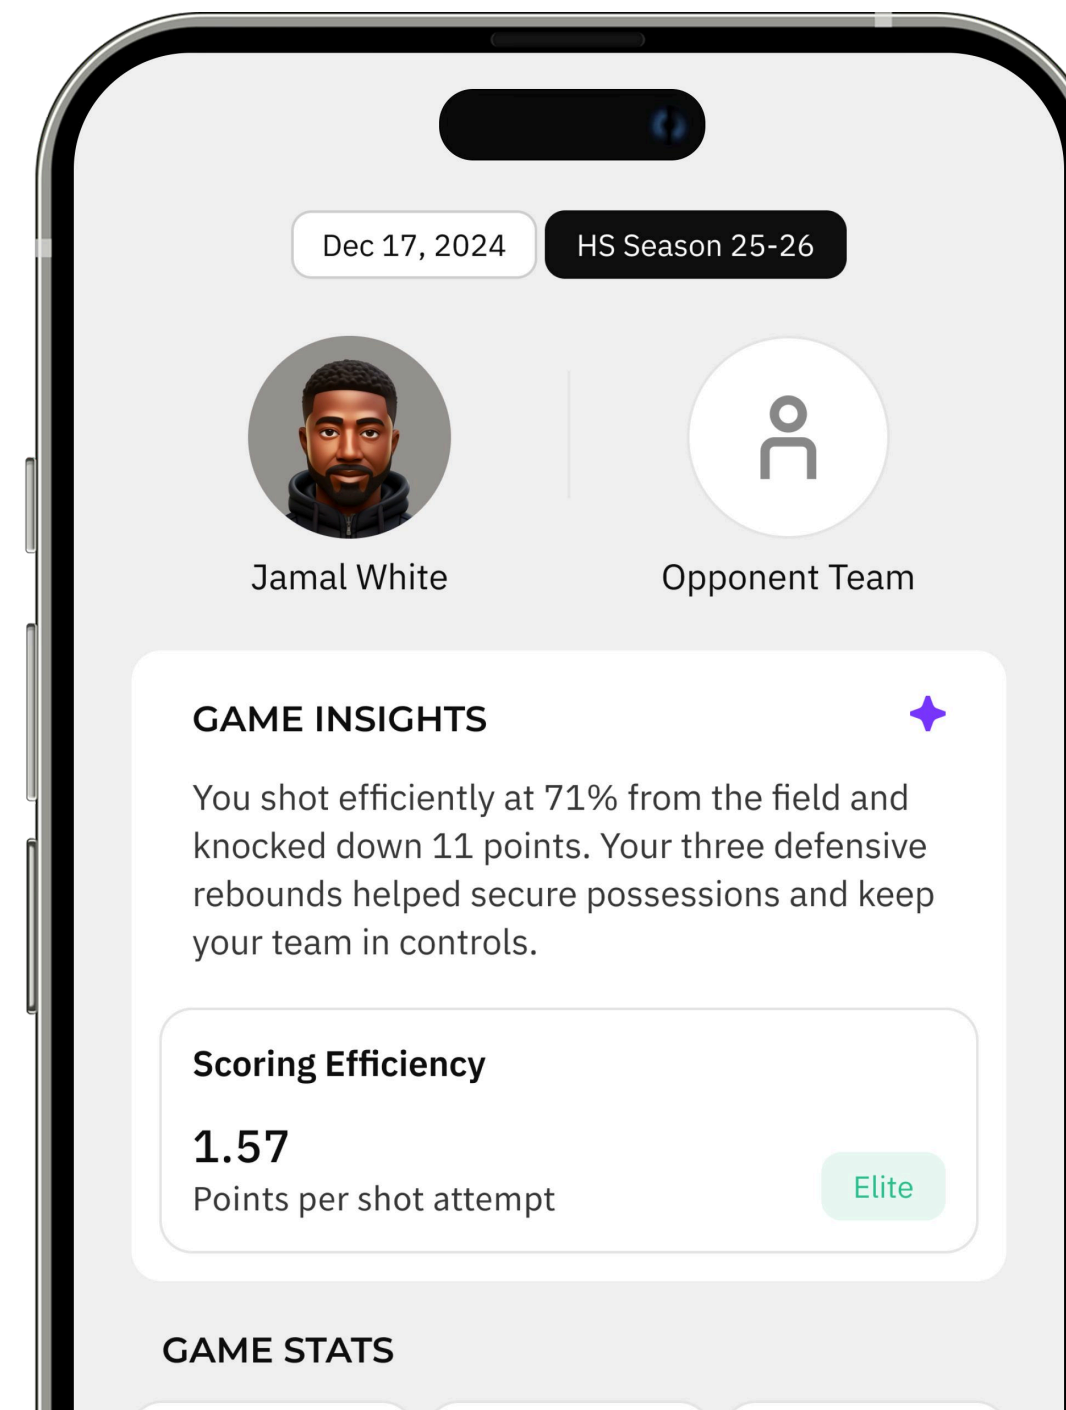 Dec 17, 2024
HS Season 25-26
Jamal White
Opponent Team
GAME INSIGHTS
You shot efficiently at 71% from the field and
knocked down 11 points. Your three defensive
rebounds helped secure possessions and keep
your team in controls.
Scoring Efficiency
1.57
Points per shot attempt
Elite
GAME STATS